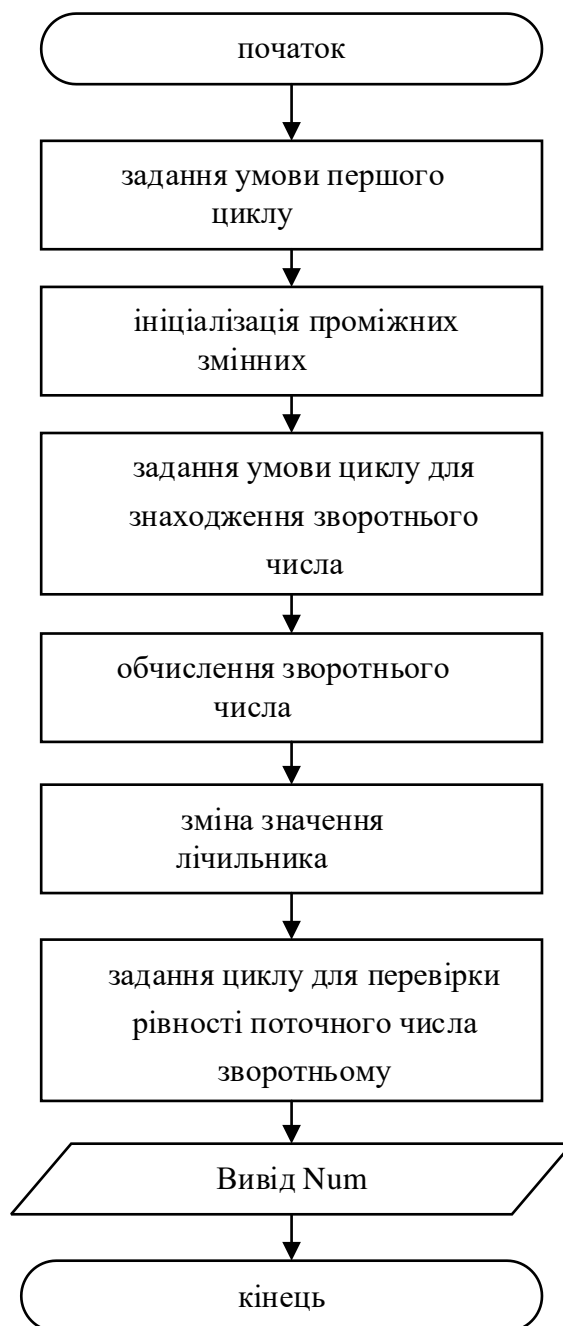 початок
задання умови першого
циклу
ініціалізація проміжних
змінних
задання умови циклу для
знаходження зворотнього
числа
обчислення зворотнього
числа
зміна значення
лічильника
задання циклу для перевірки
рівності поточного числа
зворотньому
Вивід Num
кінець